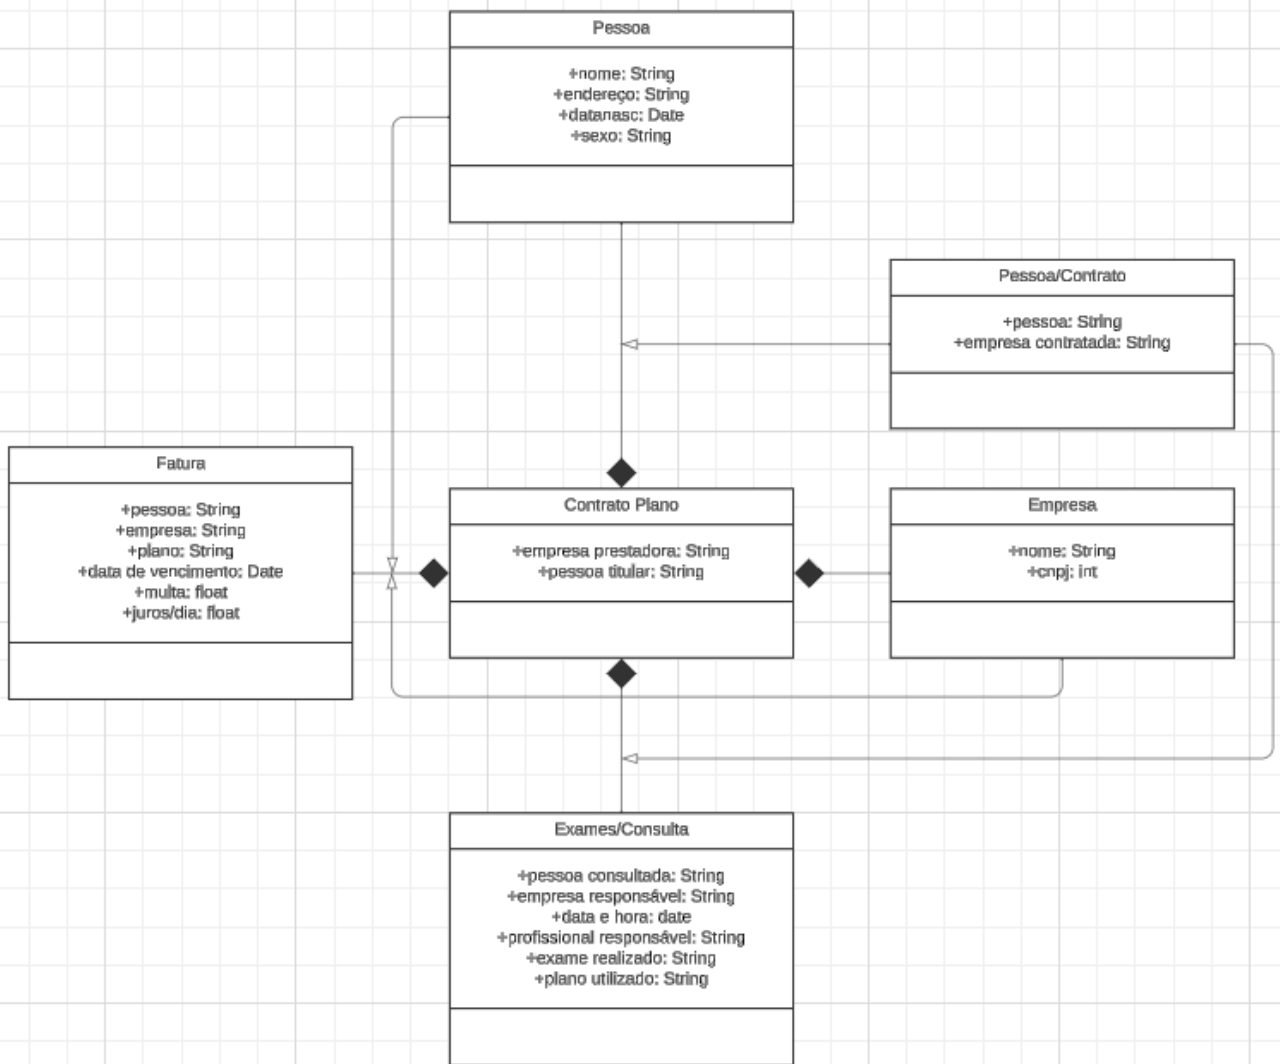 Pessoa
+nome: String
+endereço: String
+datanasc: Date
+sexo: String
Pessoa/Contrato
+pessoa: String
+empresa contratada: String
Fatura
+pessoa: String
+empresa: String
+plano: String
+data de vencimento: Date
+multa: float
+juros/dia: float
Contrato Plano
+empresa prestadora: String
+pessoa titular: String
Empresa
+nome: String
+cnpj: int
Exames/Consulta
+pessoa consultada: String
+empresa responsável: String
+data e hora: date
+profissional responsável: String
+exame realizado: String
+plano utilizado: String